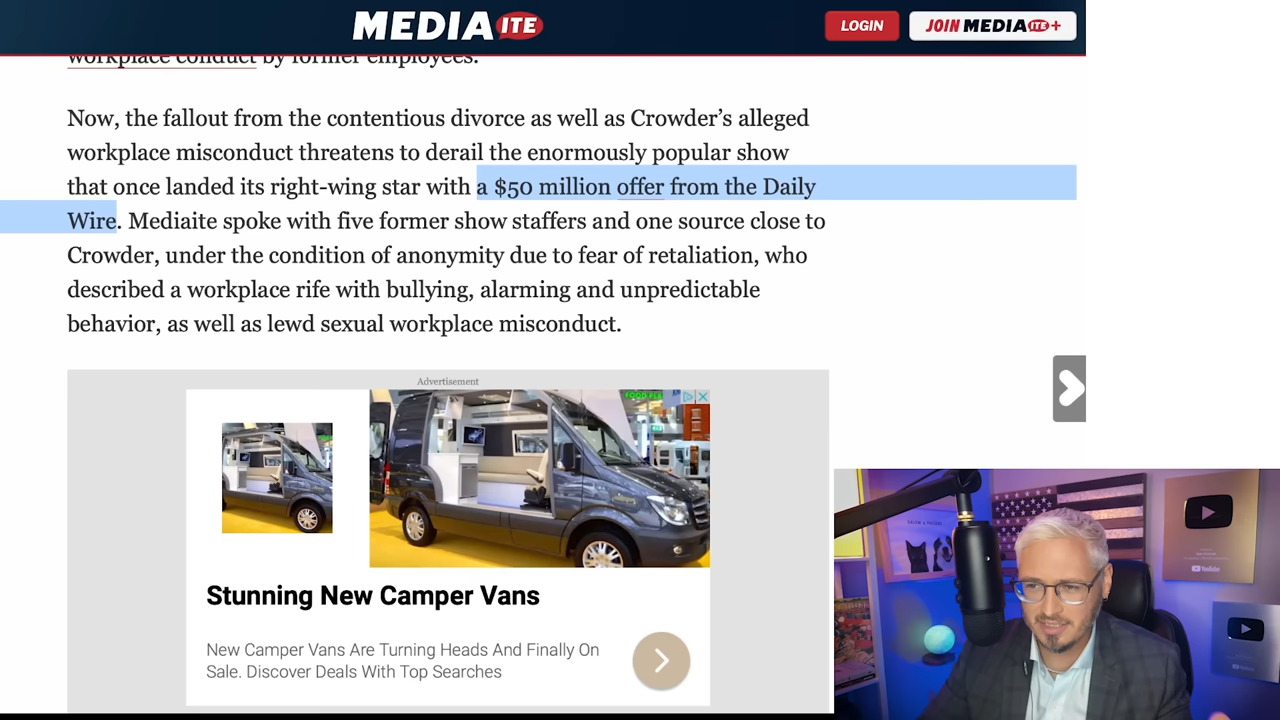 MEDIA ITE
LOGIN
JOIN MEDIA ITE +
workplace conduct by former employees.
Now, the fallout from the contentious divorce as well as Crowder’s alleged
workplace misconduct threatens to derail the enormously popular show
that once landed its right-wing star with a $50 million offer from the Daily
Wire. Mediaite spoke with five former show staffers and one source close to
Crowder, under the condition of anonymity due to fear of retaliation, who
described a workplace rife with bullying, alarming and unpredictable
behavior, as well as lewd sexual workplace misconduct.
Advertisement
Stunning New Camper Vans
New Camper Vans Are Turning Heads And Finally On
Sale. Discover Deals With Top Searches
YouTube